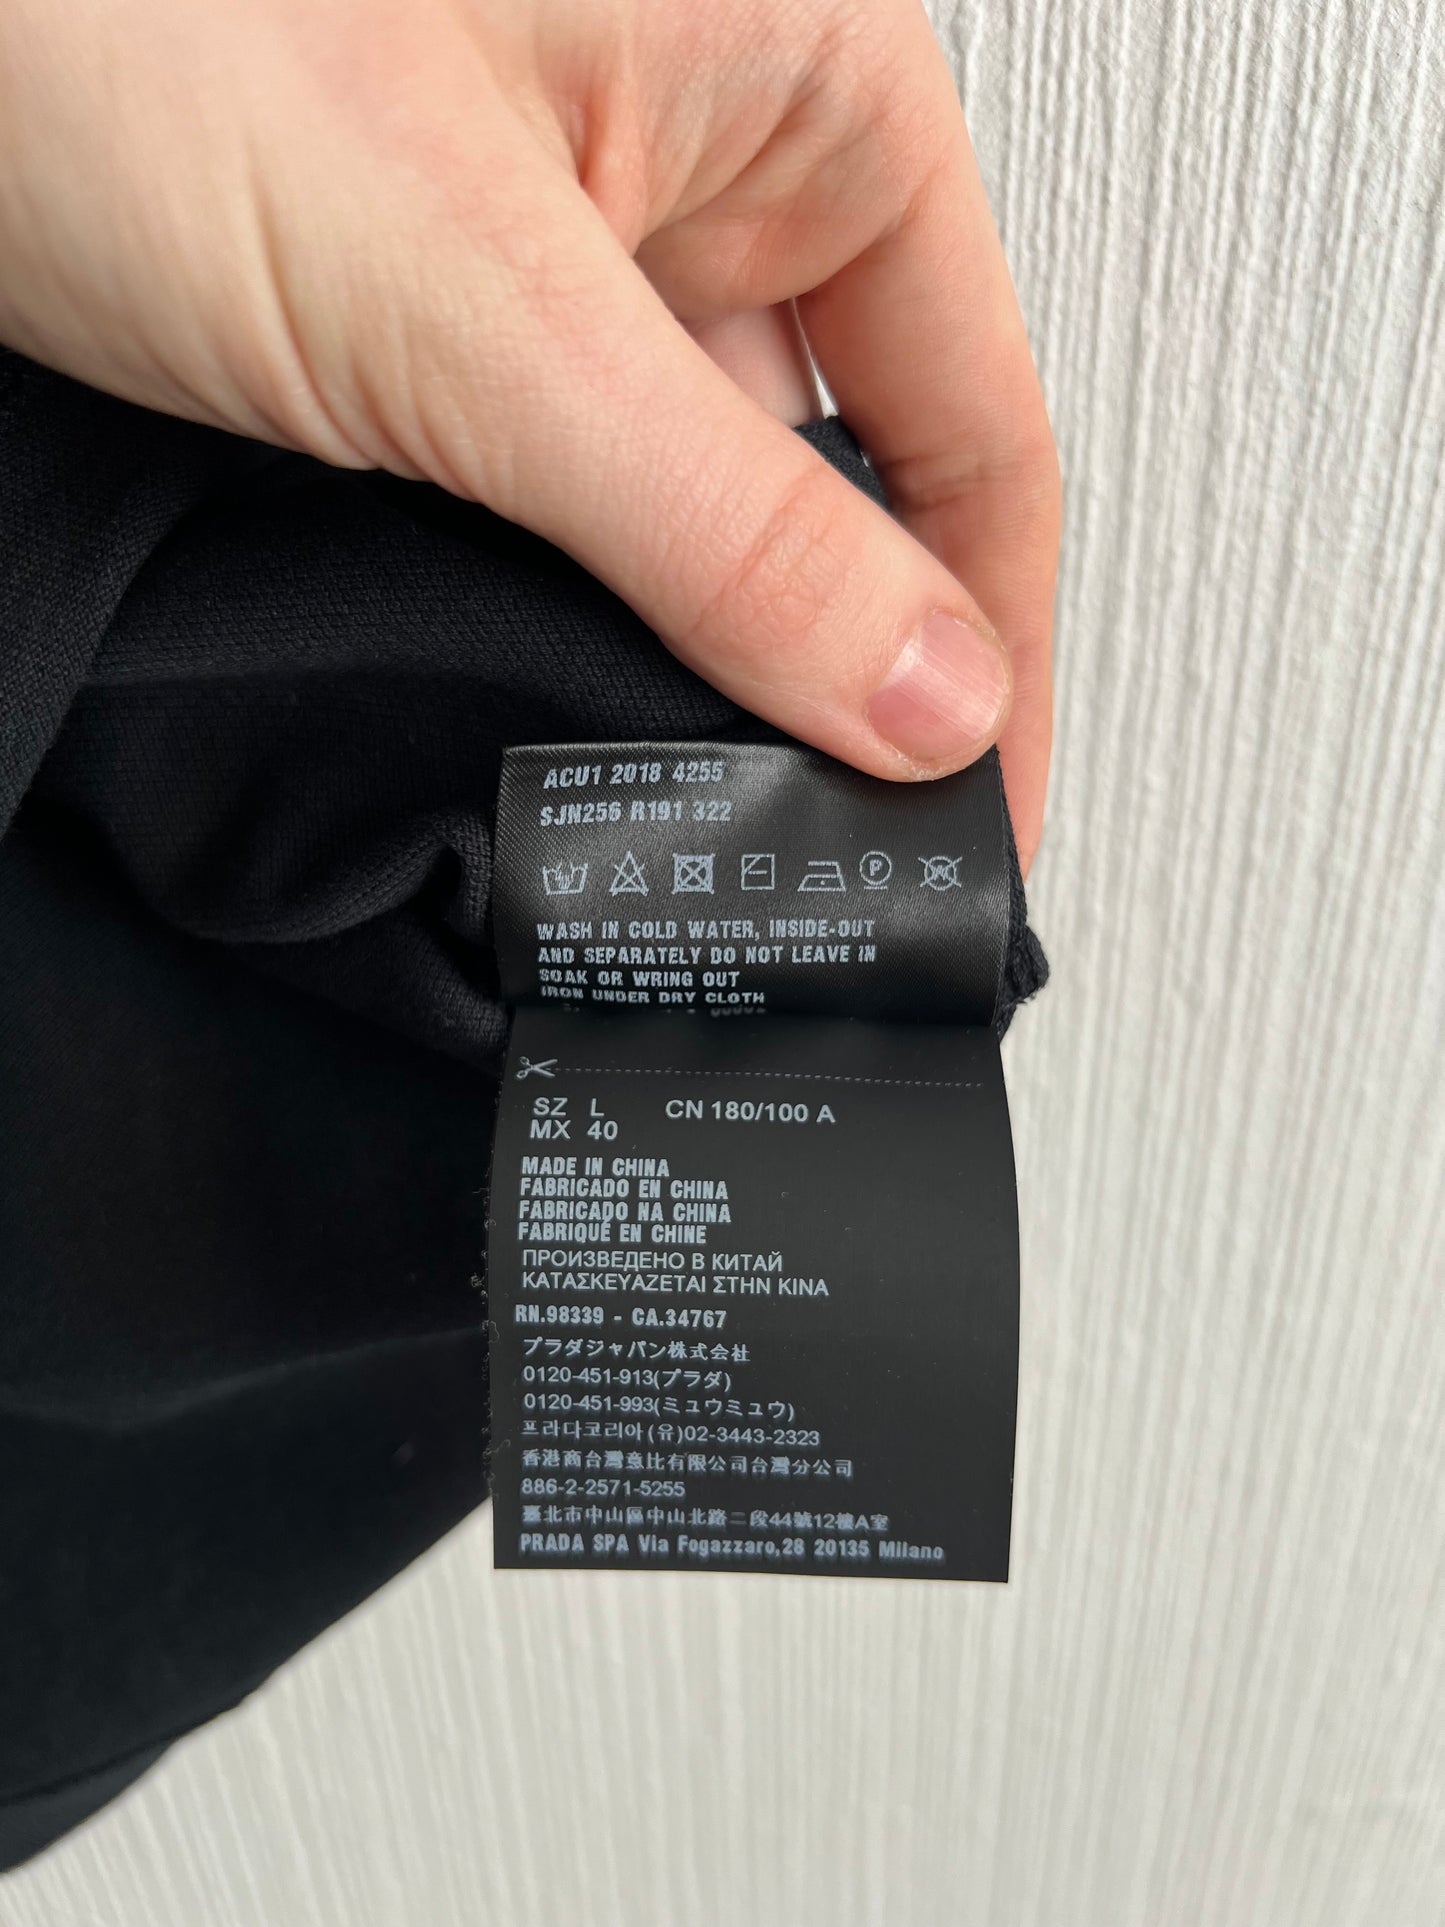 ACU1 2018 4255
SJN256 R191 322
P
W
WASH IN COLD WATER, INSIDE-OUT
AND SEPARATELY DO NOT LEAVE IN
SOAK OR WRING OUT
IRON UNDER DRY CLOTH
SZ L CN 180/100 A
MX 40
MADE IN CHINA
FABRICADO EN CHINA
FABRICADO NA CHINA
FABRIQUÉ EN CHINE
ПРОИЗВЕДЕНО В КИТАЙ
ΚΑΤΑΣΚΕΥΑΖΕΤΑΙ ΣΤΗΝ ΚΙΝΑ
RN.98339 - CA.34767
プラダジャパン株式会社
0120-451-913(プラダ)
0120-451-993(ミュウミュウ)
프라다코리아(유)02-3443-2323
香港商台灣意比有限公司台灣分公司
886-2-2571-5255
臺北市中山區中山北路二段44號12樓A室
PRADA SPA Via Fogazzaro,28 20135 Milano